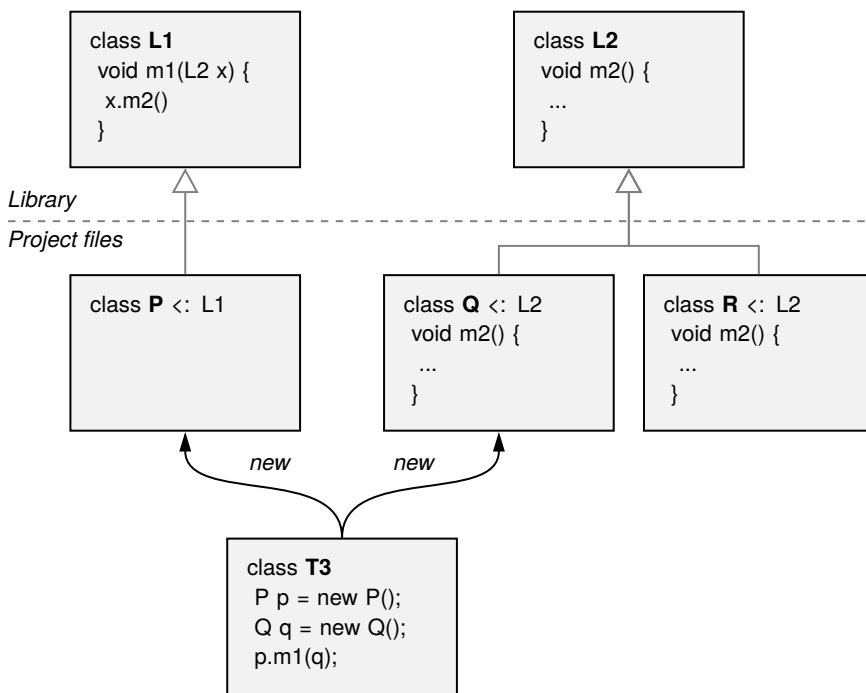 class L1
void m1(L2 x) {
x.m2()
}
class L2
void m2() {
...
}
Library
Project files
class P <: L1
class Q <: L2
void m2() {
...
}
class R <: L2
void m2() {
...
}
new
new
class T3
P p = new P();
Q q = new Q();
p.m1(q);